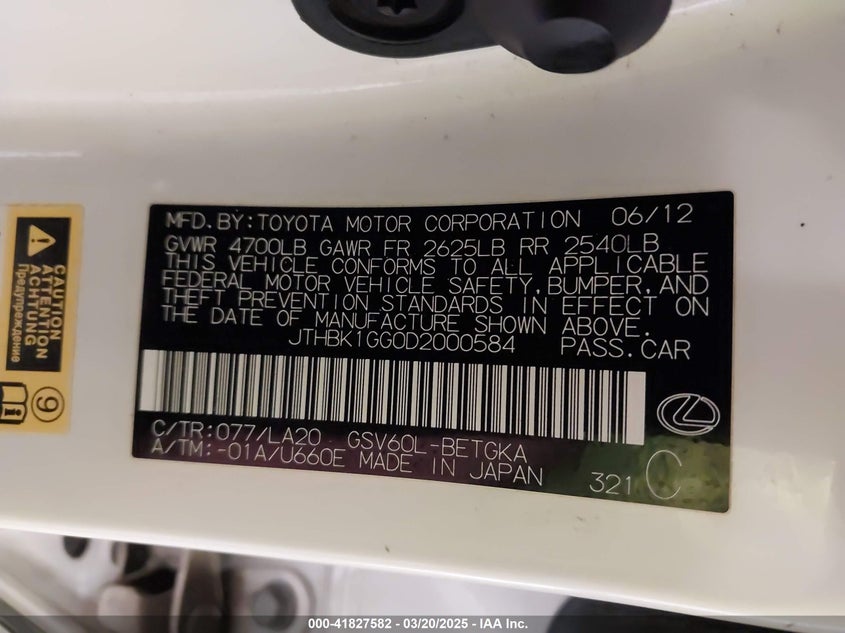 MFD.BY:TOYOTA MOTOR CORPORATION 06/12
GVWR 4700LB GAWR FR 2625LB RR 2540LB
THIS VEHICLE CONFORMS TO ALL APPLICABLE
FEDERAL MOTOR VEHICLE SAFETY,BUMPER,AND
THEFT PREVENTION STANDARDS IN EFFECT ON
THE DATE OF MANUFACTURE SHOWN ABOVE.
JTHBK1GG0D2000584 PASS.CAR
C/TR:077/LA20 GSV60L-BETGKA
A/TM:-01A/U660E MADE IN JAPAN
321 C
CAUTION
ATTENTION
ACHTUNG
Предупреждение
9
000-41827582 - 03/20/2025 - IAA Inc.